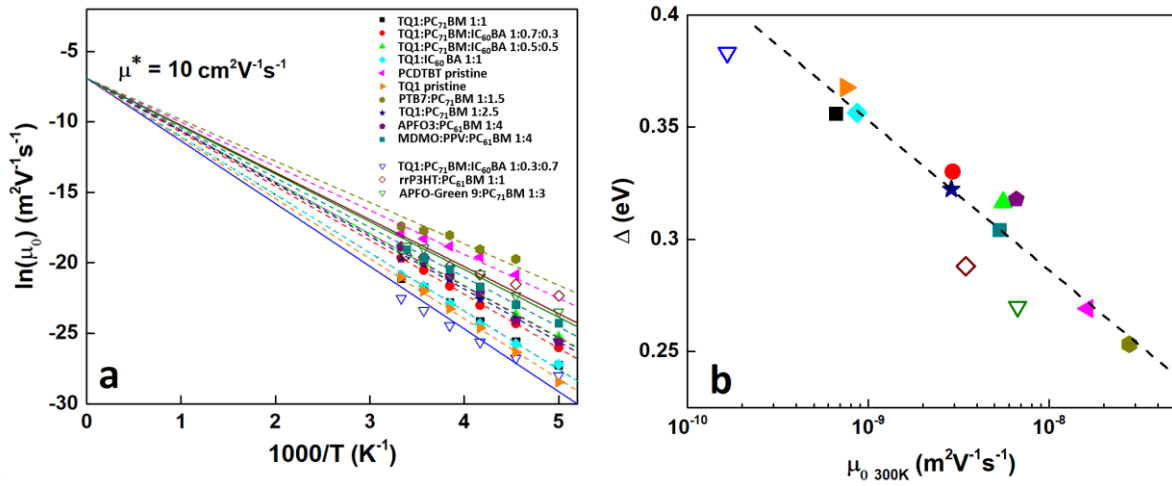 -5
-10
-15
-20
-25
-30
0
1
2
3
4
5
ln(μ₀) (m²V⁻¹s⁻¹)
1000/T (K⁻¹)
μ* = 10 cm²V⁻¹s⁻¹
a
TQ1:PC₇₁BM 1:1
TQ1:PC₇₁BM:IC₆₀BA 1:0.7:0.3
TQ1:PC₇₁BM:IC₆₀BA 1:0.5:0.5
TQ1:IC₆₀ BA 1:1
PCDTBT pristine
TQ1 pristine
PTB7:PC₇₁BM 1:1.5
TQ1:PC₇₁BM 1:2.5
APFO3:PC₆₁BM 1:4
MDMO:PPV:PC₆₁BM 1:4
TQ1:PC₇₁BM:IC₆₀BA 1:0.3:0.7
rrP3HT:PC₆₁BM 1:1
APFO-Green 9:PC₇₁BM 1:3
0.4
0.35
0.3
0.25
Δ (eV)
10⁻¹⁰
10⁻⁹
10⁻⁸
μ₀ ₃₀₀K (m²V⁻¹s⁻¹)
b